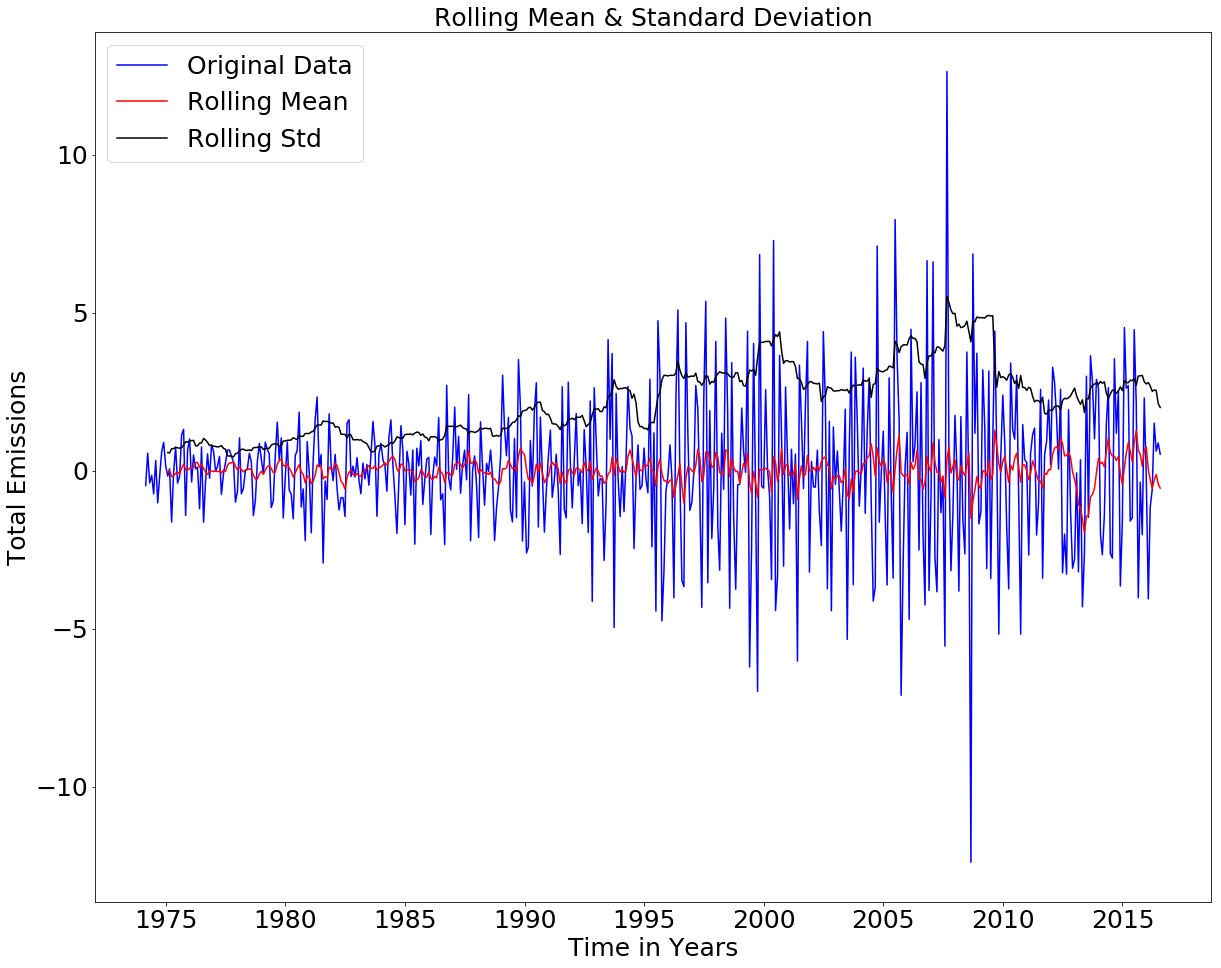 Rolling Mean & Standard Deviation
Original Data
Rolling Mean
Rolling Std
Total Emissions
10
5
0
−5
−10
1975 1980 1985 1990 1995 2000 2005 2010 2015
Time in Years